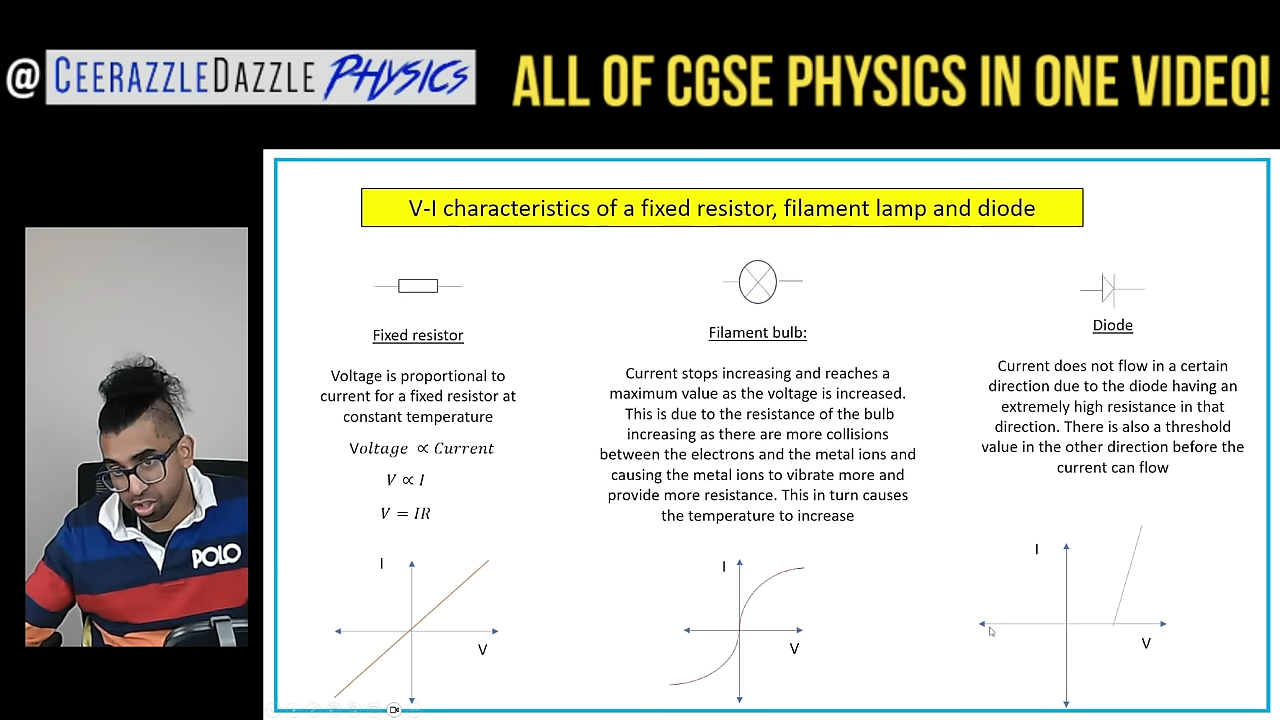 @ CEERAZZLEDAZZLE PHYSICS
ALL OF CGSE PHYSICS IN ONE VIDEO!
V-I characteristics of a fixed resistor, filament lamp and diode
Fixed resistor
Voltage is proportional to
current for a fixed resistor at
constant temperature
Voltage ∝ Current
V ∝ I
V = IR
I
V
Filament bulb:
Current stops increasing and reaches a
maximum value as the voltage is increased.
This is due to the resistance of the bulb
increasing as there are more collisions
between the electrons and the metal ions and
causing the metal ions to vibrate more and
provide more resistance. This in turn causes
the temperature to increase
I
V
Diode
Current does not flow in a certain
direction due to the diode having an
extremely high resistance in that
direction. There is also a threshold
value in the other direction before the
current can flow
I
V
POLO